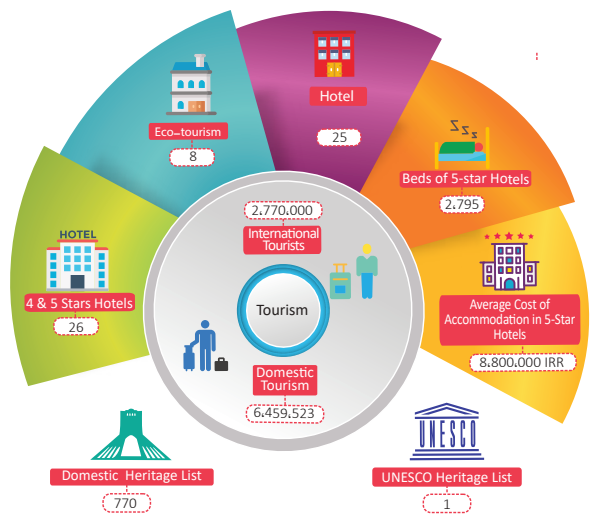 Hotel
25
Eco-tourism
8
Beds of 5-star Hotels
2.795
HOTEL
4 & 5 Stars Hotels
26
2.770.000
International
Tourists
Tourism
Domestic
Tourism
6.459.523
Average Cost of
Accommodation in 5-Star
Hotels
8.800.000 IRR
Domestic Heritage List
770
UNESCO
UNESCO Heritage List
1
zzz